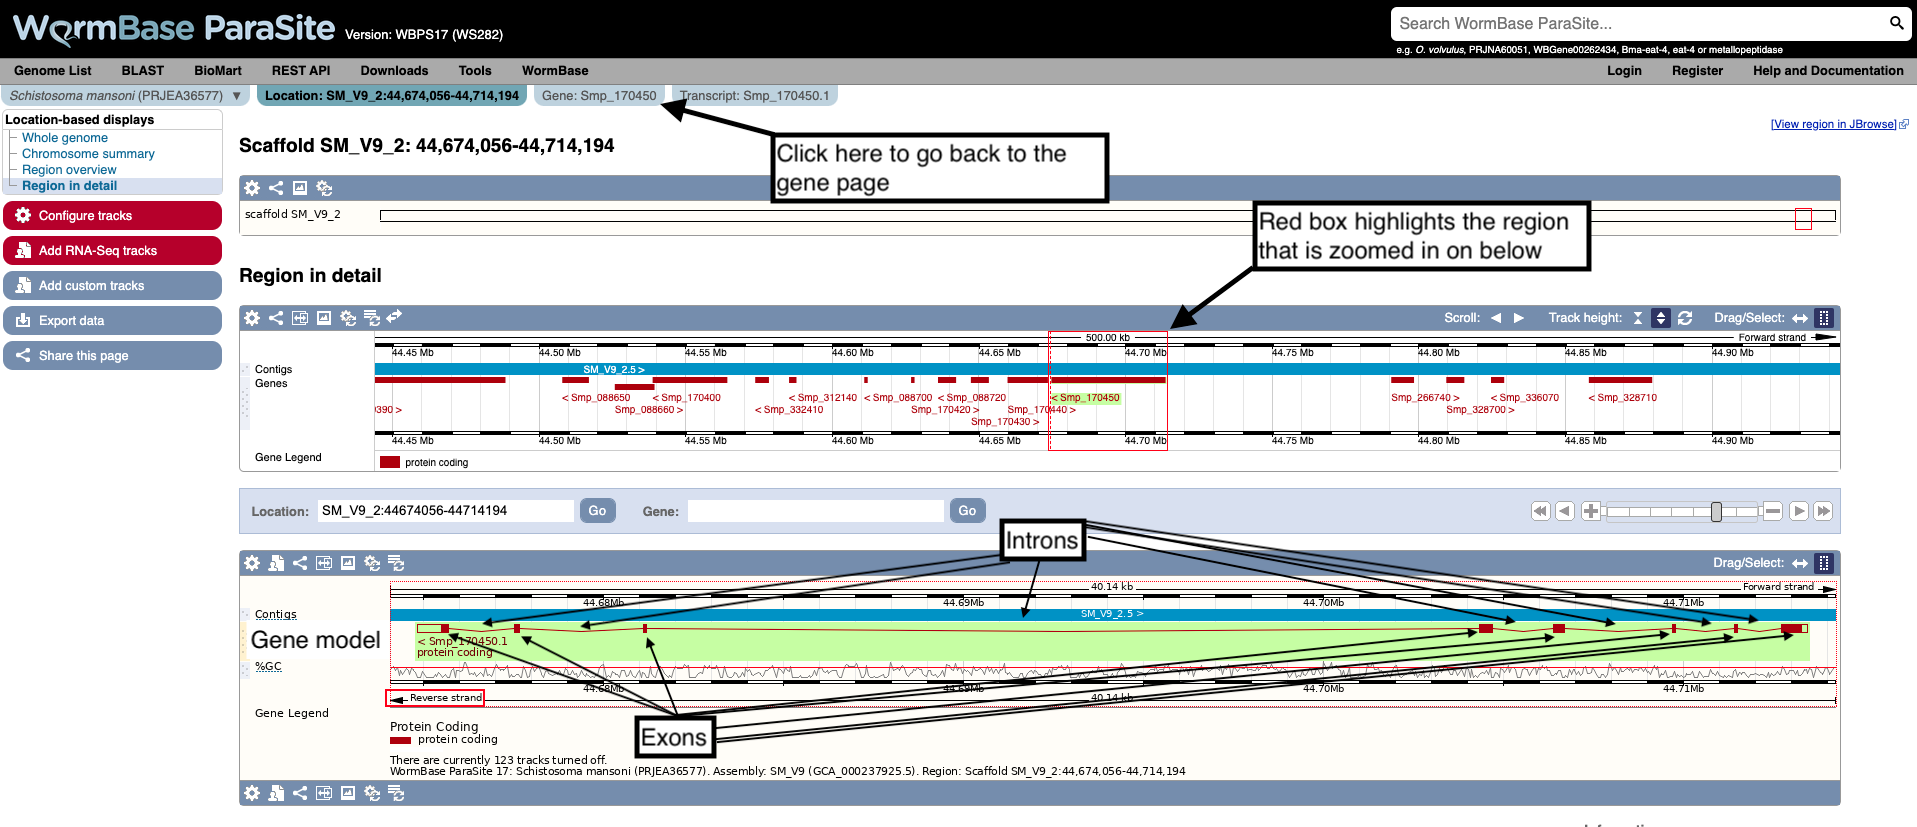 WormBase ParaSite Version: WBPS17 (WS282)
Search WormBase ParaSite...
e.g. O. volvulus, PRJNA60051, WBGene00262434, Bma-eat-4, eat-4 or metallopeptidase
Genome List BLAST BioMart REST API Downloads Tools WormBase Login Register Help and Documentation
Schistosoma mansoni (PRJEA36577) ▼ Location: SM_V9_2:44,674,056-44,714,194 Gene: Smp_170450 Transcript: Smp_170450.1
Location-based displays
Whole genome
Chromosome summary
Region overview
Region in detail
Configure tracks
Add RNA-Seq tracks
Add custom tracks
Export data
Share this page
[View region in JBrowse]
Scaffold SM_V9_2: 44,674,056-44,714,194
Click here to go back to the
gene page
scaffold SM_V9_2
Red box highlights the region
that is zoomed in on below
Region in detail
Scroll: Track height: Drag/Select:
500.00 kb Forward strand
44.45 Mb 44.50 Mb 44.55 Mb 44.60 Mb 44.65 Mb 44.70 Mb 44.75 Mb 44.80 Mb 44.85 Mb 44.90 Mb
Contigs SM_V9_2.5 >
Genes
< Smp_088650 < Smp_170400 < Smp_312140 < Smp_088700 < Smp_088720 < Smp_170450 Smp_266740 > < Smp_336070 < Smp_328710
390 > Smp_088660 > < Smp_332410 Smp_170420 > Smp_170440 > Smp_328700 >
Smp_170430 >
44.45 Mb 44.50 Mb 44.55 Mb 44.60 Mb 44.65 Mb 44.70 Mb 44.75 Mb 44.80 Mb 44.85 Mb 44.90 Mb
Gene Legend
protein coding
Location: SM_V9_2:44674056-44714194 Go Gene: Go
Introns
Drag/Select:
40.14 kb Forward strand
44.68Mb 44.69Mb 44.70Mb 44.71Mb
Contigs SM_V9_2.5 >
Gene model
< Smp_170450.1
protein coding
%GC
44.68Mb 44.69Mb 44.70Mb 44.71Mb
Reverse strand 40.14 kb
Gene Legend
Exons
Protein Coding
protein coding
There are currently 123 tracks turned off.
WormBase ParaSite 17: Schistosoma mansoni (PRJEA36577). Assembly: SM_V9 (GCA_000237925.5). Region: Scaffold SM_V9_2:44,674,056-44,714,194